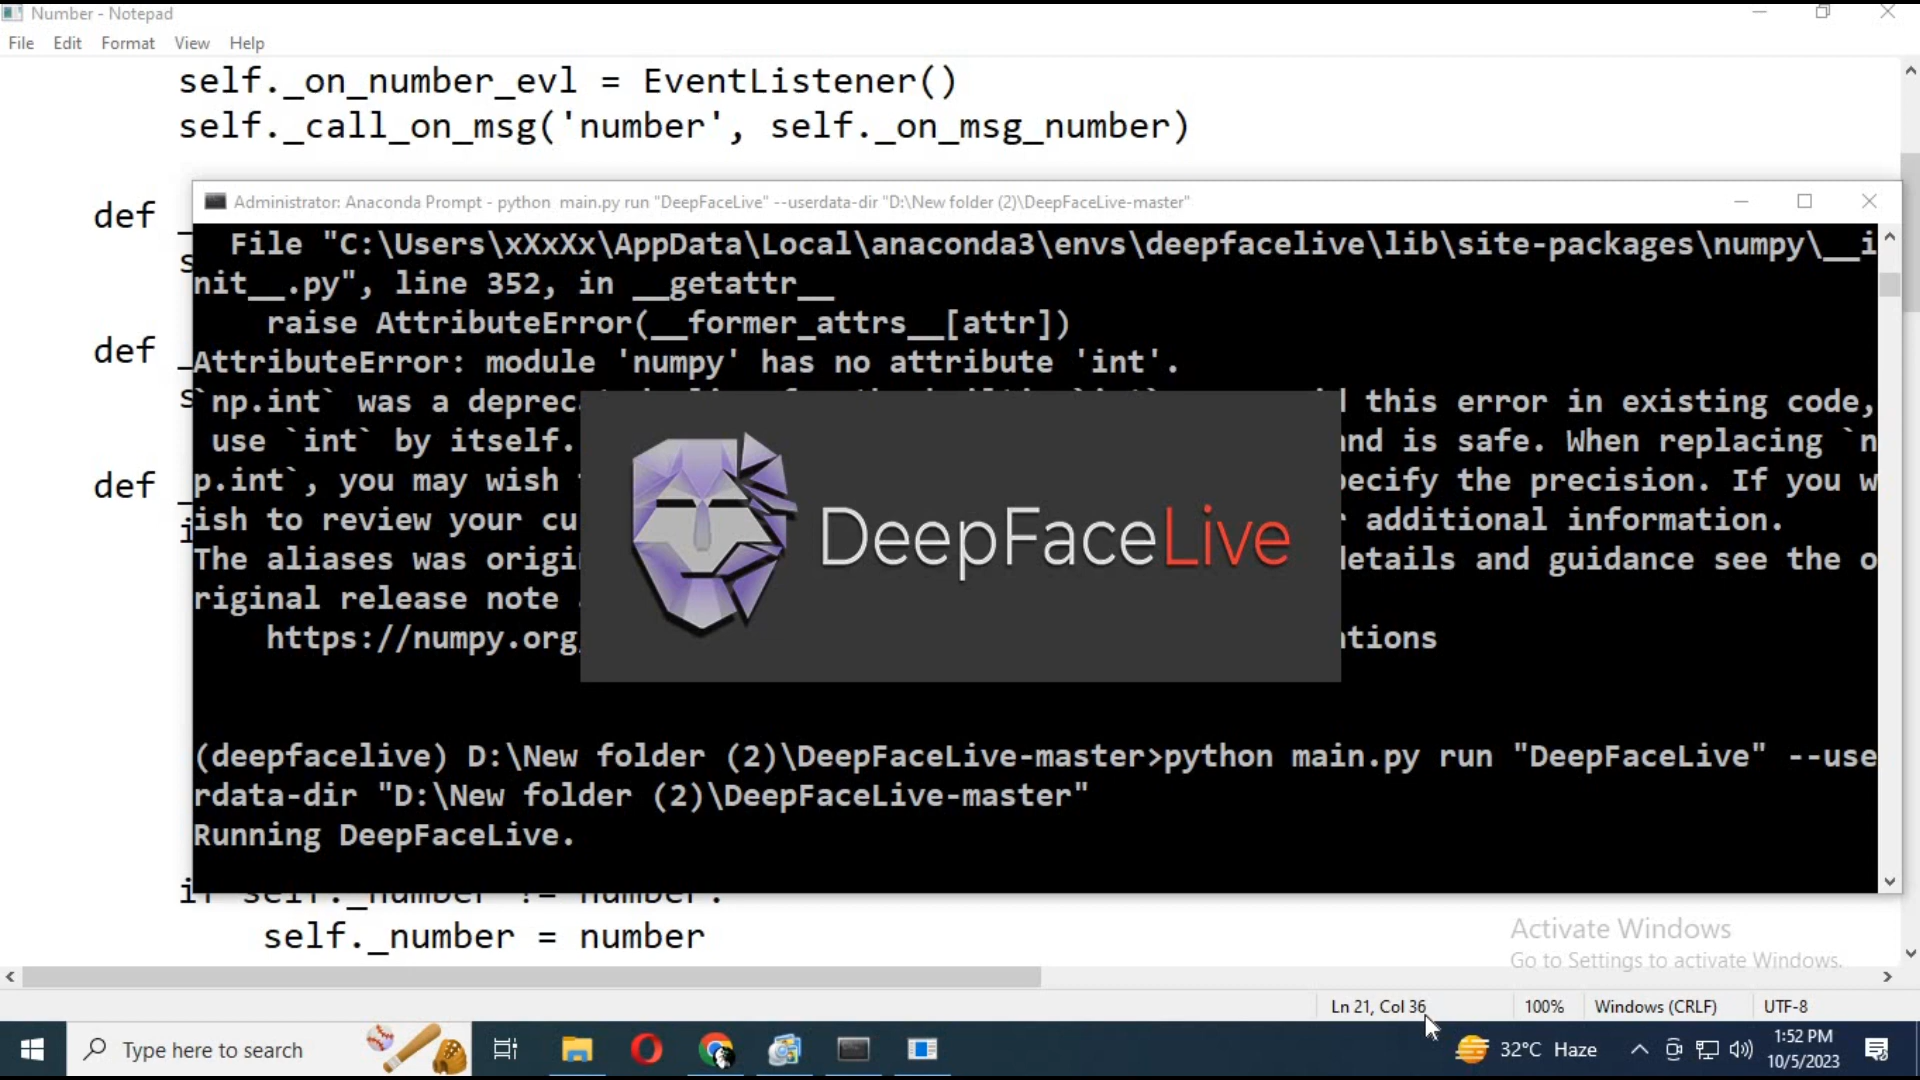 Number - Notepad
File Edit Format View Help
self._on_number_evl = EventListener()
self._call_on_msg('number', self._on_msg_number)
def _
def _
def _
Administrator: Anaconda Prompt - python main.py run "DeepFaceLive" --userdata-dir "D:\New folder (2)\DeepFaceLive-master"
File "C:\Users\xXxXx\AppData\Local\anaconda3\envs\deepfacelive\lib\site-packages\numpy\__i
nit__.py", line 352, in __getattr__
raise AttributeError(__former_attrs__[attr])
AttributeError: module 'numpy' has no attribute 'int'.
`np.int` was a this error in existing code,
use `int` by itself. and is safe. When replacing `n
p.int`, you may wish the precision. If you w
ish to review your additional information.
The aliases was details and guidance see the o
riginal release note
https://numpy.org
DeepFaceLive
(deepfacelive) D:\New folder (2)\DeepFaceLive-master>python main.py run "DeepFaceLive" --use
rdata-dir "D:\New folder (2)\DeepFaceLive-master"
Running DeepFaceLive.
if self._number != number:
self._number = number
Activate Windows
Go to Settings to activate Windows.
Ln 21, Col 36 100% Windows (CRLF) UTF-8
Type here to search 32°C Haze 1:52 PM
10/5/2023